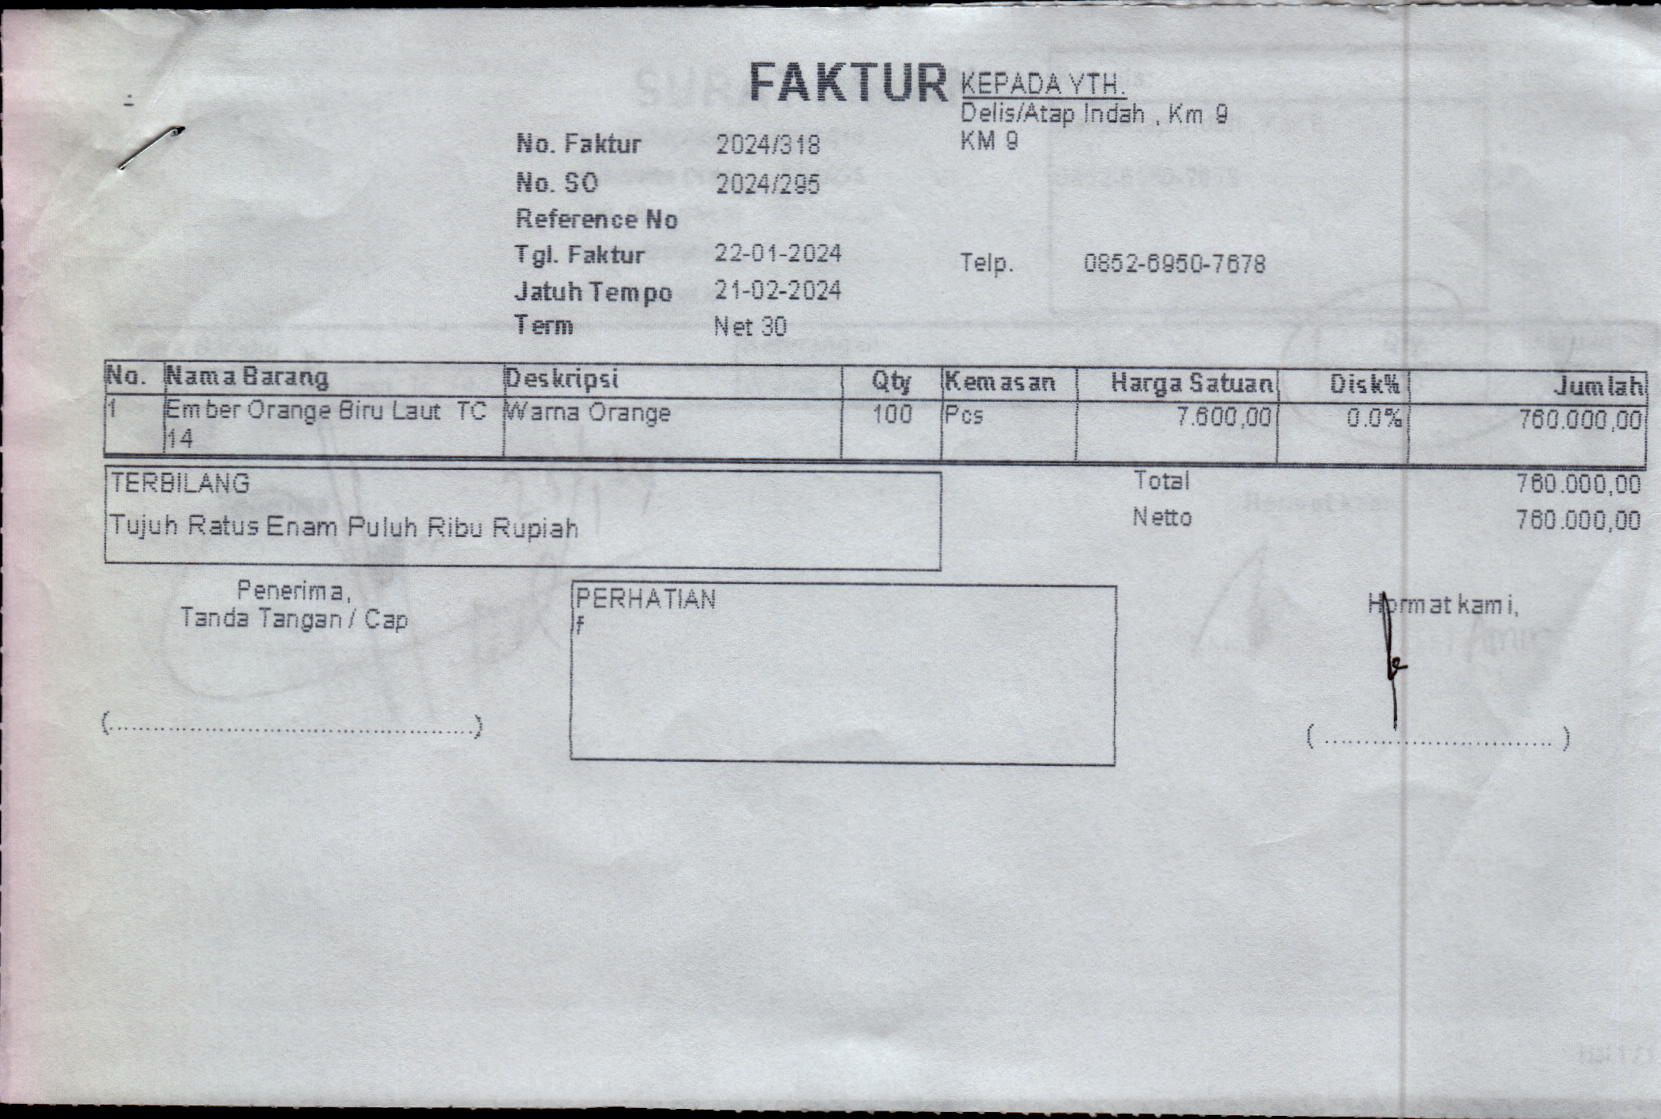 FAKTUR
KEPADA YTH.
Delis/Atap Indah , Km 9
KM 9
No. Faktur 2024/318
No. SO 2024/295
Reference No
Tgl. Faktur 22-01-2024
Telp. 0852-6950-7678
Jatuh Tempo 21-02-2024
Term Net 30
No. Nama Barang Deskripsi Qty Kemasan Harga Satuan Disk% Jumlah
1 Ember Orange Biru Laut TC 14 Warna Orange 100 Pcs 7.600,00 0.0% 760.000,00
TERBILANG
Tujuh Ratus Enam Puluh Ribu Rupiah
Total 760.000,00
Netto 760.000,00
Penerima,
Tanda Tangan / Cap
(..................................................)
PERHATIAN
f
Hormat kami,
( ............................... )